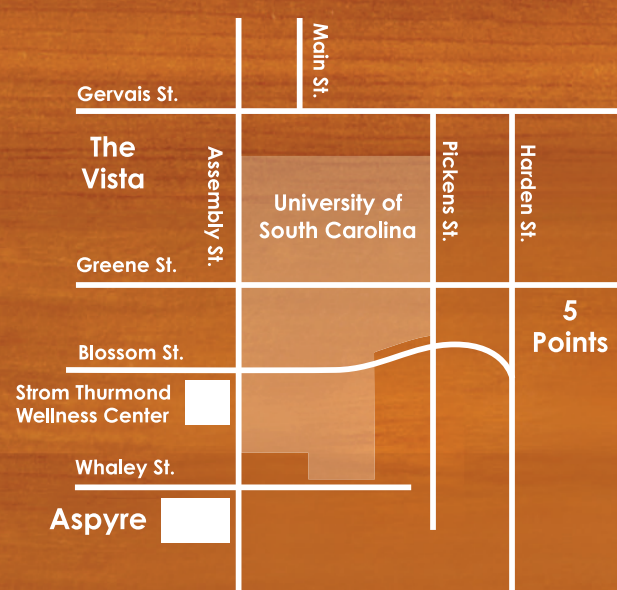 Main St.
Gervais St.
The
Vista
Assembly St.
University of
South Carolina
Pickens St.
Harden St.
Greene St.
5
Points
Blossom St.
Strom Thurmond
Wellness Center
Whaley St.
Aspyre